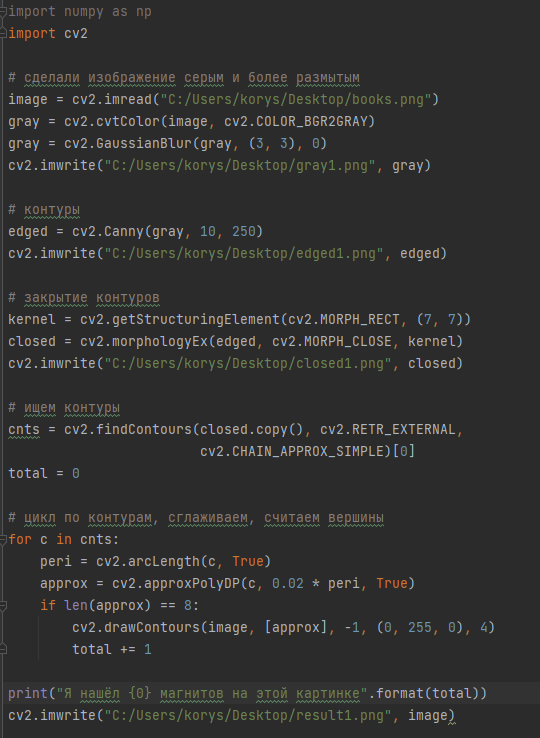 import numpy as np
import cv2
# сделали изображение серым и более размытым
image = cv2.imread("C:/Users/korys/Desktop/books.png")
gray = cv2.cvtColor(image, cv2.COLOR_BGR2GRAY)
gray = cv2.GaussianBlur(gray, (3, 3), 0)
cv2.imwrite("C:/Users/korys/Desktop/gray1.png", gray)
# контуры
edged = cv2.Canny(gray, 10, 250)
cv2.imwrite("C:/Users/korys/Desktop/edged1.png", edged)
# закрытие контуров
kernel = cv2.getStructuringElement(cv2.MORPH_RECT, (7, 7))
closed = cv2.morphologyEx(edged, cv2.MORPH_CLOSE, kernel)
cv2.imwrite("C:/Users/korys/Desktop/closed1.png", closed)
# ищем контуры
cnts = cv2.findContours(closed.copy(), cv2.RETR_EXTERNAL,
                        cv2.CHAIN_APPROX_SIMPLE)[0]
total = 0
# цикл по контурам, сглаживаем, считаем вершины
for c in cnts:
    peri = cv2.arcLength(c, True)
    approx = cv2.approxPolyDP(c, 0.02 * peri, True)
    if len(approx) == 8:
        cv2.drawContours(image, [approx], -1, (0, 255, 0), 4)
        total += 1
print("Я нашёл {0} магнитов на этой картинке".format(total))
cv2.imwrite("C:/Users/korys/Desktop/result1.png", image)